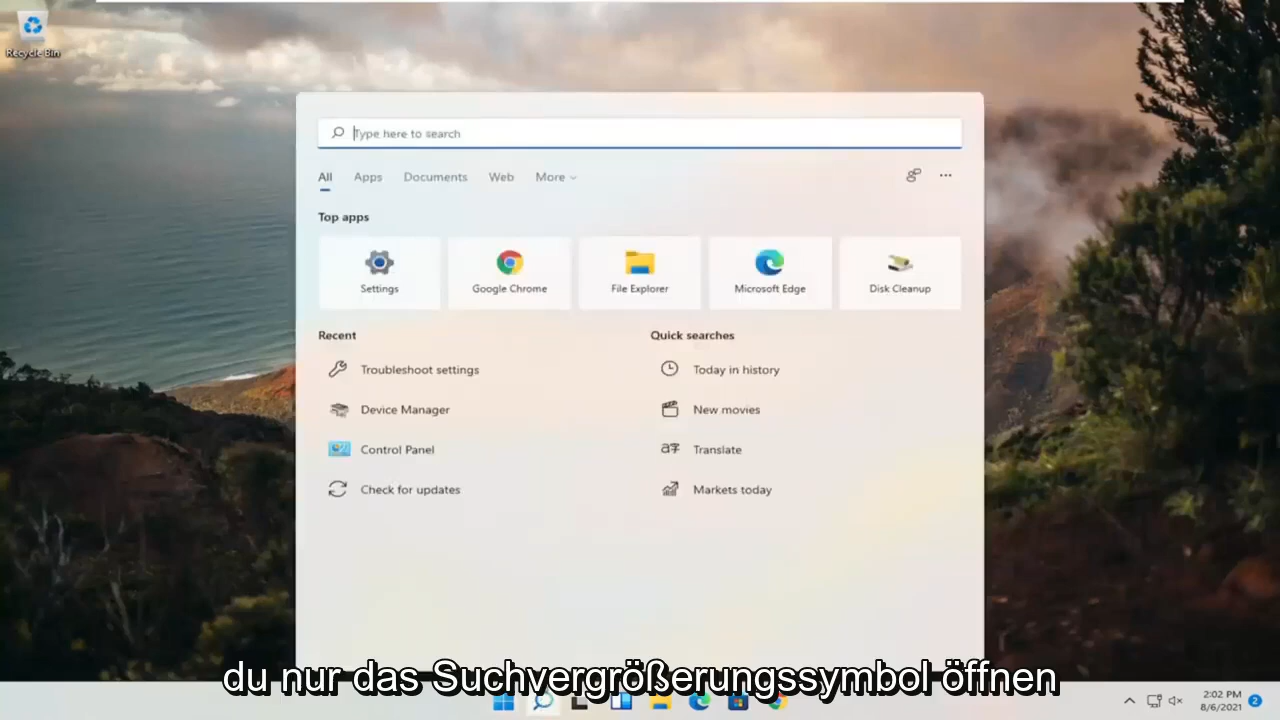 Recycle Bin
Type here to search
All Apps Documents Web More
Top apps
Settings Google Chrome File Explorer Microsoft Edge Disk Cleanup
Recent Quick searches
Troubleshoot settings Today in history
Device Manager New movies
Control Panel Translate
Check for updates Markets today
du nur das Suchvergrößerungssymbol öffnen
2:02 PM
8/6/2021 2